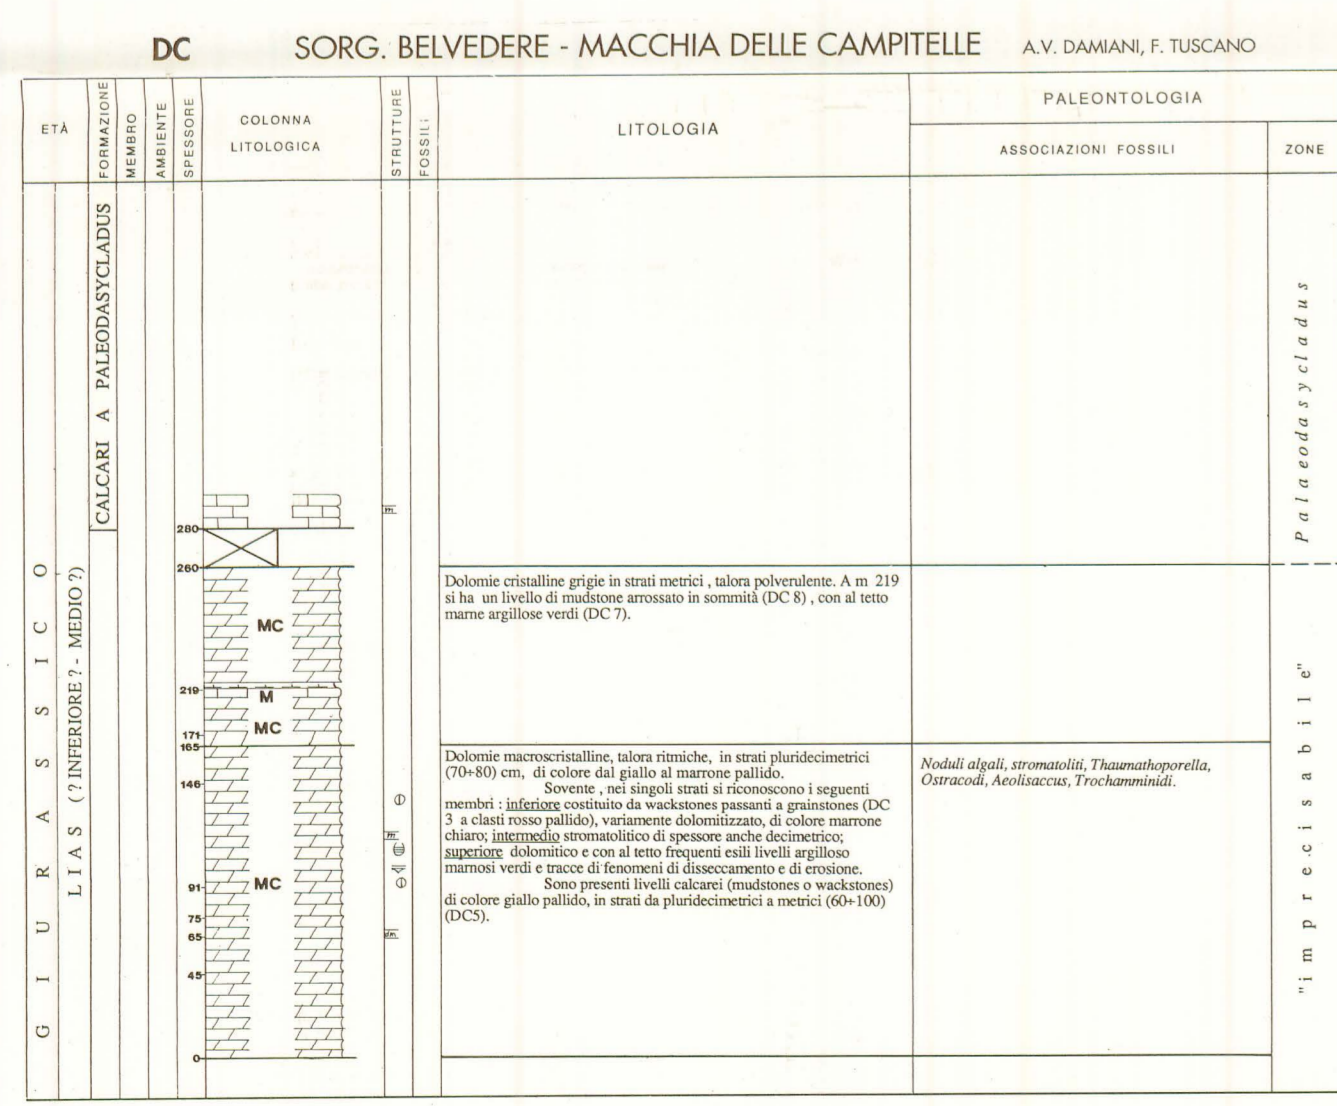 DC SORG. BELVEDERE - MACCHIA DELLE CAMPITELLE A.V. DAMIANI, F. TUSCANO
ETÀ
FORMAZIONE
MEMBRO
AMBIENTE
SPESSORE
COLONNA
LITOLOGICA
STRUTTURE
FOSSILI
LITOLOGIA
PALEONTOLOGIA
ASSOCIAZIONI FOSSILI
ZONE
GIURASSICO
LIAS (?INFERIORE ? - MEDIO ?)
CALCARI A PALEODASYCLADUS
280
260
219
171
165
146
91
75
65
45
0
MC
M
MC
MC
m
m
dm
Dolomie cristalline grigie in strati metrici , talora polverulente. A m 219
si ha un livello di mudstone arrossato in sommità (DC 8) , con al tetto
marne argillose verdi (DC 7).
Dolomie macroscristalline, talora ritmiche, in strati pluridecimetrici
(70÷80) cm, di colore dal giallo al marrone pallido.
Sovente , nei singoli strati si riconoscono i seguenti
membri : inferiore costituito da wackstones passanti a grainstones (DC
3 a clasti rosso pallido), variamente dolomitizzato, di colore marrone
chiaro; intermedio stromatolitico di spessore anche decimetrico;
superiore dolomitico e con al tetto frequenti esili livelli argilloso
marnosi verdi e tracce di fenomeni di disseccamento e di erosione.
Sono presenti livelli calcarei (mudstones o wackstones)
di colore giallo pallido, in strati da pluridecimetrici a metrici (60÷100)
(DC5).
Noduli algali, stromatoliti, Thaumathoporella,
Ostracodi, Aeolisaccus, Trochamminidi.
Palaeodasycladus
"imprecisabile"